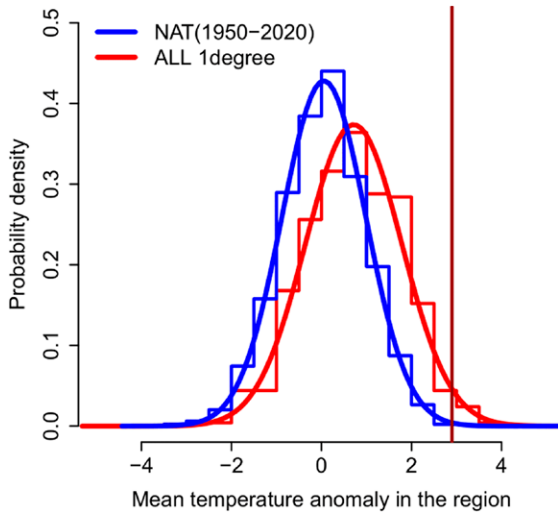 NAT(1950−2020)
ALL 1degree
0.5
0.4
0.3
0.2
0.1
0.0
Probability density
−4 −2 0 2 4
Mean temperature anomaly in the region